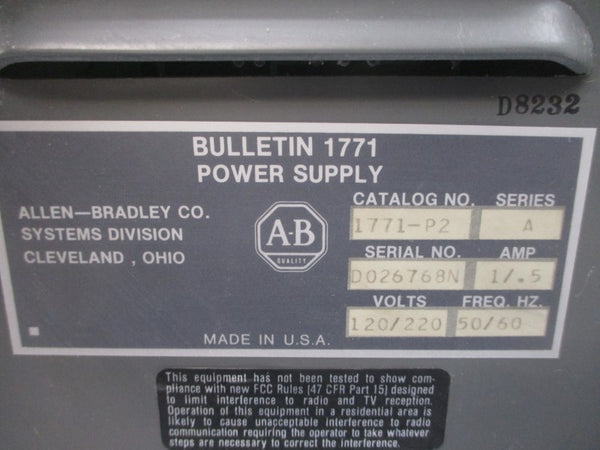 D8232
BULLETIN 1771
POWER SUPPLY
ALLEN—BRADLEY CO.
SYSTEMS DIVISION
CLEVELAND , OHIO
A-B
QUALITY
CATALOG NO. SERIES
1771-P2 A
SERIAL NO. AMP
D026768N 1/.5
VOLTS FREQ. HZ.
120/220 50/60
MADE IN U.S.A.
This equipment has not been tested to show com-
pliance with new FCC Rules (47 CFR Part 15) designed
to limit interference to radio and TV reception.
Operation of this equipment in a residential area is
likely to cause unacceptable interference to radio
communication requiring the operator to take whatever
steps are necessary to correct the interference.